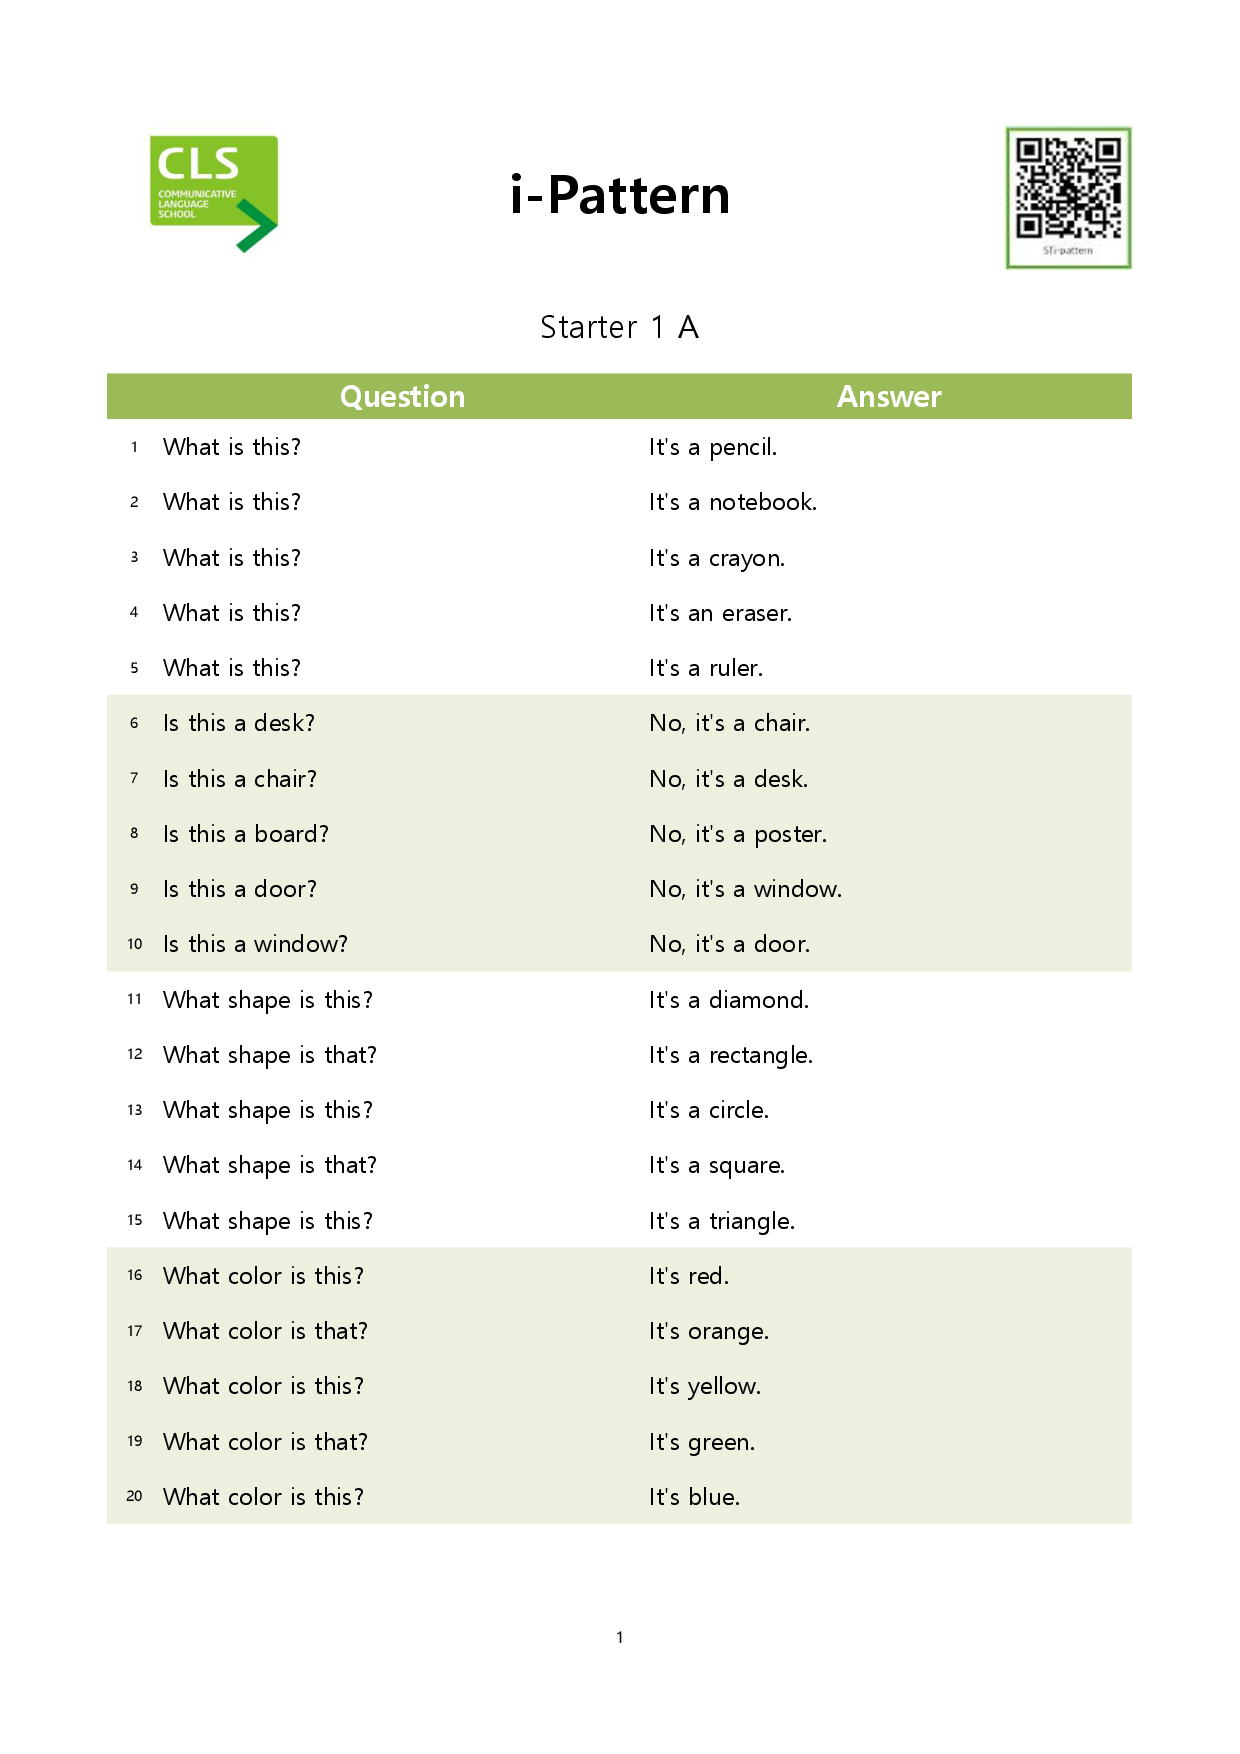 CLS
COMMUNICATIVE
LANGUAGE
SCHOOL
i-Pattern
STi-pattern
Starter 1 A
Question Answer
1 What is this? It's a pencil.
2 What is this? It's a notebook.
3 What is this? It's a crayon.
4 What is this? It's an eraser.
5 What is this? It's a ruler.
6 Is this a desk? No, it's a chair.
7 Is this a chair? No, it's a desk.
8 Is this a board? No, it's a poster.
9 Is this a door? No, it's a window.
10 Is this a window? No, it's a door.
11 What shape is this? It's a diamond.
12 What shape is that? It's a rectangle.
13 What shape is this? It's a circle.
14 What shape is that? It's a square.
15 What shape is this? It's a triangle.
16 What color is this? It's red.
17 What color is that? It's orange.
18 What color is this? It's yellow.
19 What color is that? It's green.
20 What color is this? It's blue.
1